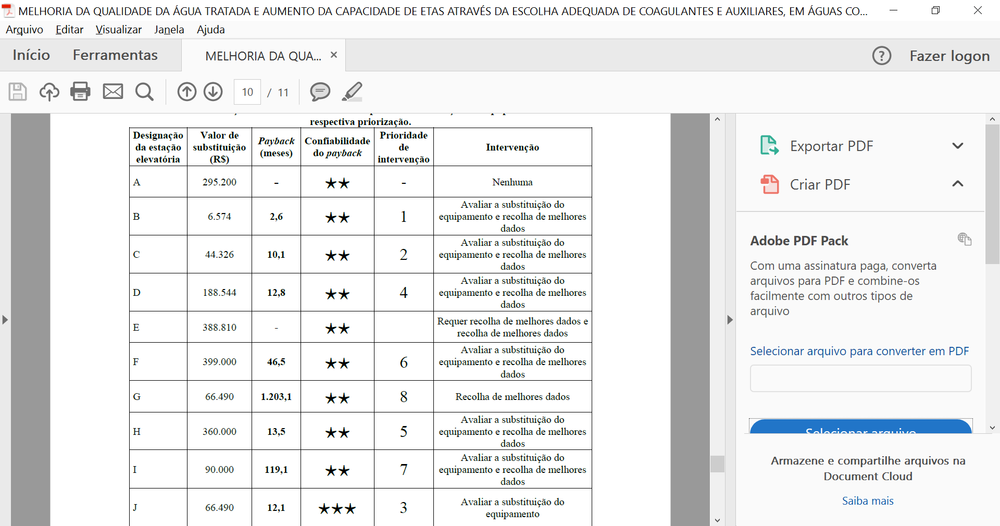 MELHORIA DA QUALIDADE DA ÁGUA TRATADA E AUMENTO DA CAPACIDADE DE ETAS ATRAVÉS DA ESCOLHA ADEQUADA DE COAGULANTES E AUXILIARES, EM ÁGUAS CO...
Arquivo Editar Visualizar Janela Ajuda
Início Ferramentas MELHORIA DA QUA... × ? Fazer logon
10 / 11
respectiva priorização.
Designação da estação elevatória Valor de substituição (R$) Payback (meses) Confiabilidade do payback Prioridade de intervenção Intervenção
A 295.200 - ★★ - Nenhuma
B 6.574 2,6 ★★ 1 Avaliar a substituição do equipamento e recolha de melhores dados
C 44.326 10,1 ★★ 2 Avaliar a substituição do equipamento e recolha de melhores dados
D 188.544 12,8 ★★ 4 Avaliar a substituição do equipamento e recolha de melhores dados
E 388.810 - ★★ Requer recolha de melhores dados e recolha de melhores dados
F 399.000 46,5 ★★ 6 Avaliar a substituição do equipamento e recolha de melhores dados
G 66.490 1.203,1 ★★ 8 Recolha de melhores dados
H 360.000 13,5 ★★ 5 Avaliar a substituição do equipamento e recolha de melhores dados
I 90.000 119,1 ★★ 7 Avaliar a substituição do equipamento e recolha de melhores dados
J 66.490 12,1 ★★★ 3 Avaliar a substituição do equipamento
Exportar PDF
Criar PDF
Adobe PDF Pack
Com uma assinatura paga, converta
arquivos para PDF e combine-os
facilmente com outros tipos de
arquivo
Selecionar arquivo para converter em PDF
Selecionar arquivo
Armazene e compartilhe arquivos na
Document Cloud
Saiba mais